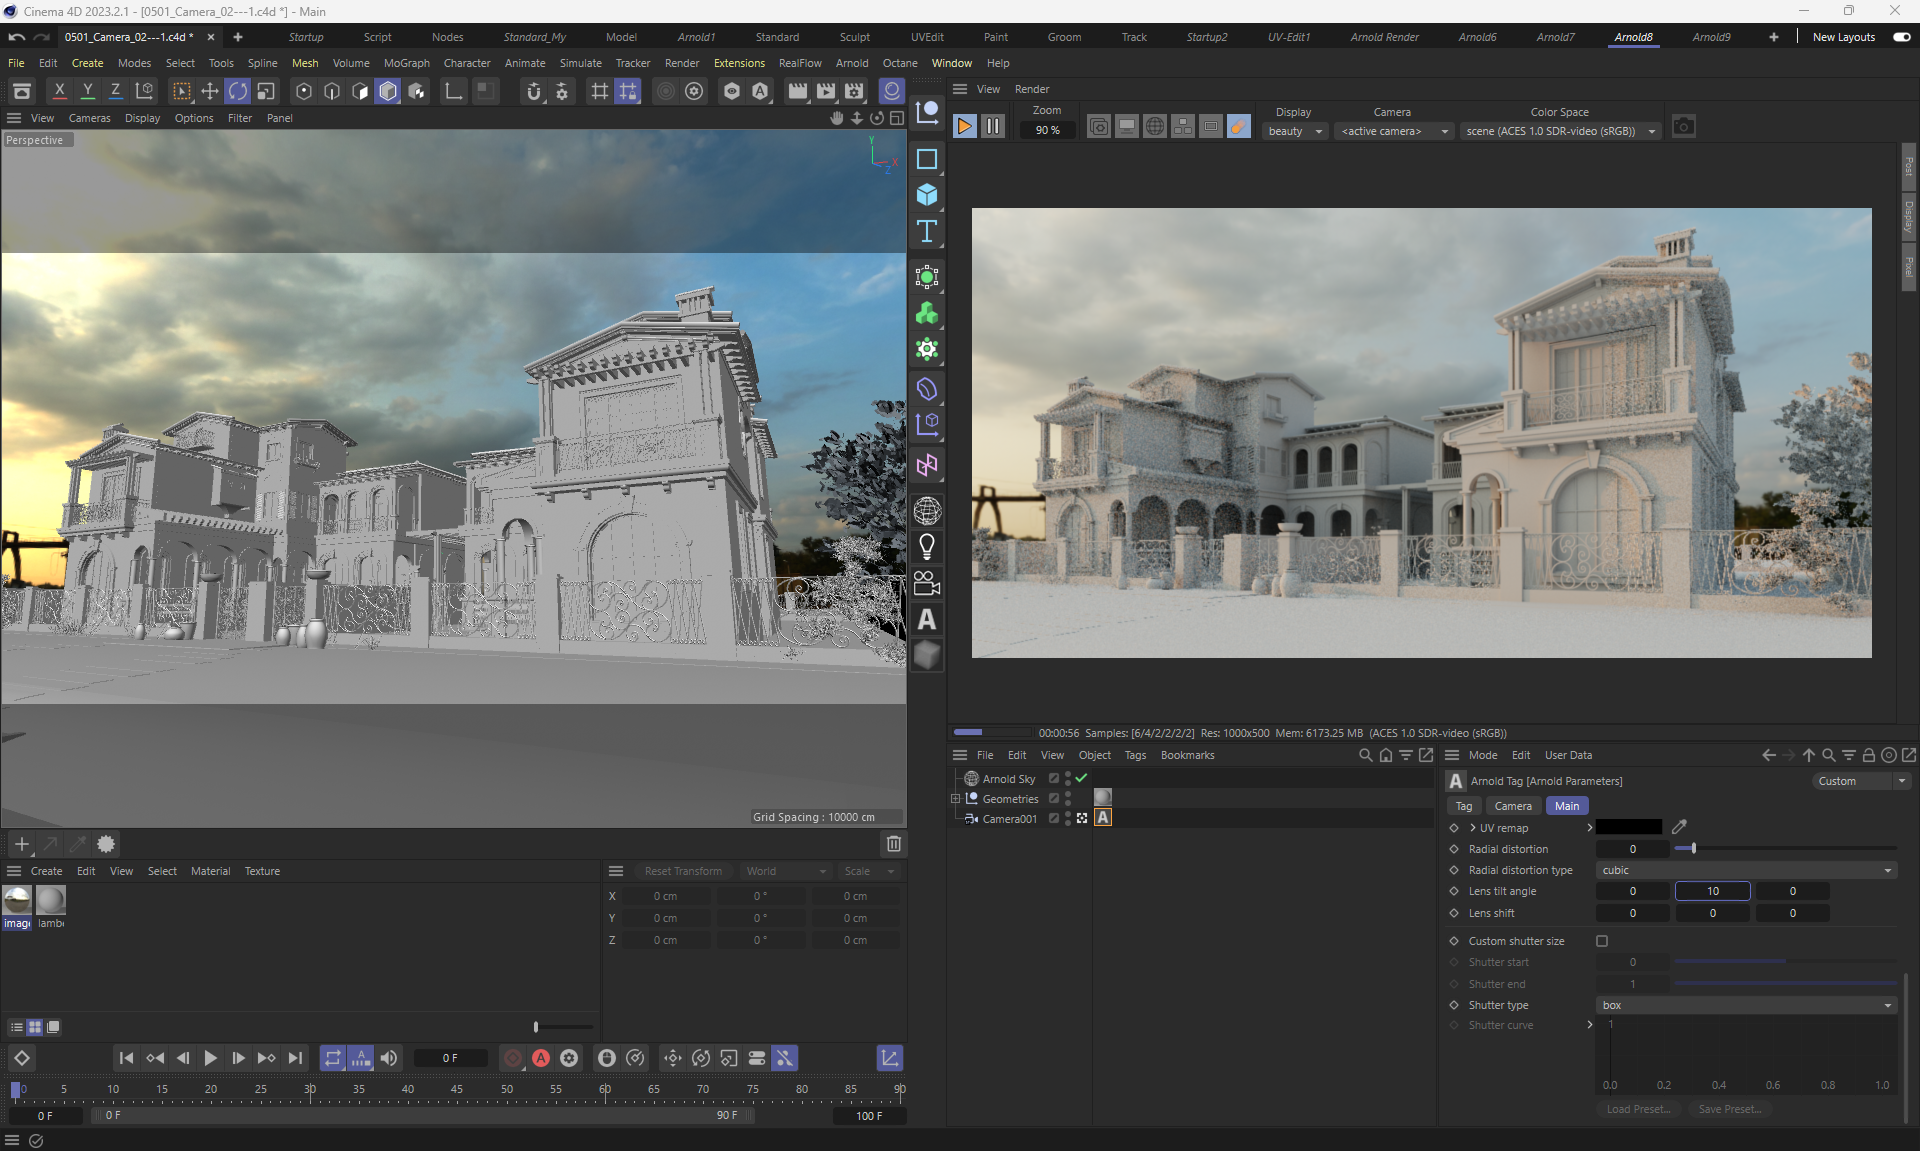 Cinema 4D 2023.2.1 - [0501_Camera_02---1.c4d *] - Main
0501_Camera_02---1.c4d * × + Startup Script Nodes Standard_My Model Arnold1 Standard Sculpt UVEdit Paint Groom Track Startup2 UV-Edit1 Arnold Render Arnold6 Arnold7 Arnold8 Arnold9 + New Layouts
File Edit Create Modes Select Tools Spline Mesh Volume MoGraph Character Animate Simulate Tracker Render Extensions RealFlow Arnold Octane Window Help
X Y Z
View Render
Zoom Display Camera Color Space
90 % beauty <active camera> scene (ACES 1.0 SDR-video (sRGB))
View Cameras Display Options Filter Panel
Perspective
Y
X
Z
Post
Display
Pixel
Grid Spacing : 10000 cm
00:00:56 Samples: [6/4/2/2/2/2] Res: 1000x500 Mem: 6173.25 MB (ACES 1.0 SDR-video (sRGB))
File Edit View Object Tags Bookmarks
Arnold Sky
Geometries
Camera001
Mode Edit User Data
Arnold Tag [Arnold Parameters] Custom
Tag Camera Main
UV remap
Radial distortion 0
Radial distortion type cubic
Lens tilt angle 0 10 0
Lens shift 0 0 0
Custom shutter size
Shutter start 0
Shutter end 1
Shutter type box
Shutter curve 1
0.0 0.2 0.4 0.6 0.8 1.0
Load Preset... Save Preset...
Create Edit View Select Material Texture
imag lambe
Reset Transform World Scale
X 0 cm 0 ° 0 cm
Y 0 cm 0 ° 0 cm
Z 0 cm 0 ° 0 cm
0 F
0 5 10 15 20 25 30 35 40 45 50 55 60 65 70 75 80 85 90
0 F 0 F 90 F 100 F